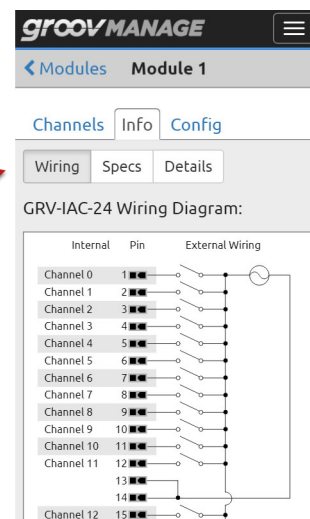 groovMANAGE
Modules Module 1
Channels Info Config
Wiring Specs Details
GRV-IAC-24 Wiring Diagram:
Internal Pin External Wiring
Channel 0 1
Channel 1 2
Channel 2 3
Channel 3 4
Channel 4 5
Channel 5 6
Channel 6 7
Channel 7 8
Channel 8 9
Channel 9 10
Channel 10 11
Channel 11 12
13
14
Channel 12 15